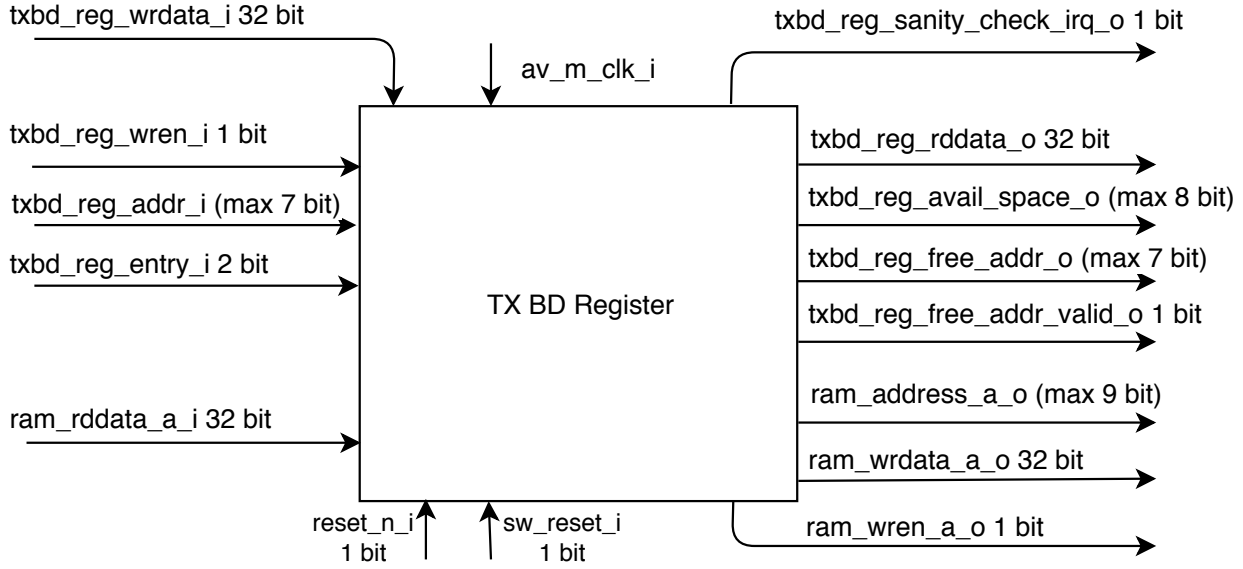 txbd_reg_wrdata_i 32 bit
txbd_reg_sanity_check_irq_o 1 bit
av_m_clk_i
txbd_reg_wren_i 1 bit
txbd_reg_rddata_o 32 bit
txbd_reg_addr_i (max 7 bit)
txbd_reg_avail_space_o (max 8 bit)
txbd_reg_entry_i 2 bit
txbd_reg_free_addr_o (max 7 bit)
TX BD Register
txbd_reg_free_addr_valid_o 1 bit
ram_address_a_o (max 9 bit)
ram_rddata_a_i 32 bit
ram_wrdata_a_o 32 bit
reset_n_i
1 bit
sw_reset_i
1 bit
ram_wren_a_o 1 bit